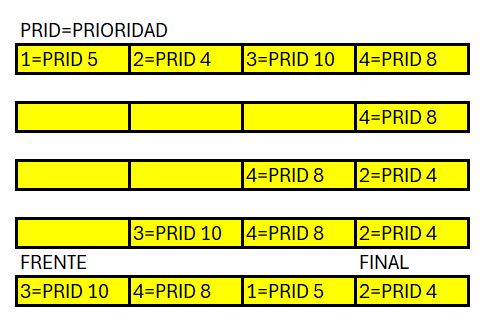 PRID=PRIORIDAD
1=PRID 5 2=PRID 4 3=PRID 10 4=PRID 8
4=PRID 8
4=PRID 8 2=PRID 4
3=PRID 10 4=PRID 8 2=PRID 4
FRENTE FINAL
3=PRID 10 4=PRID 8 1=PRID 5 2=PRID 4